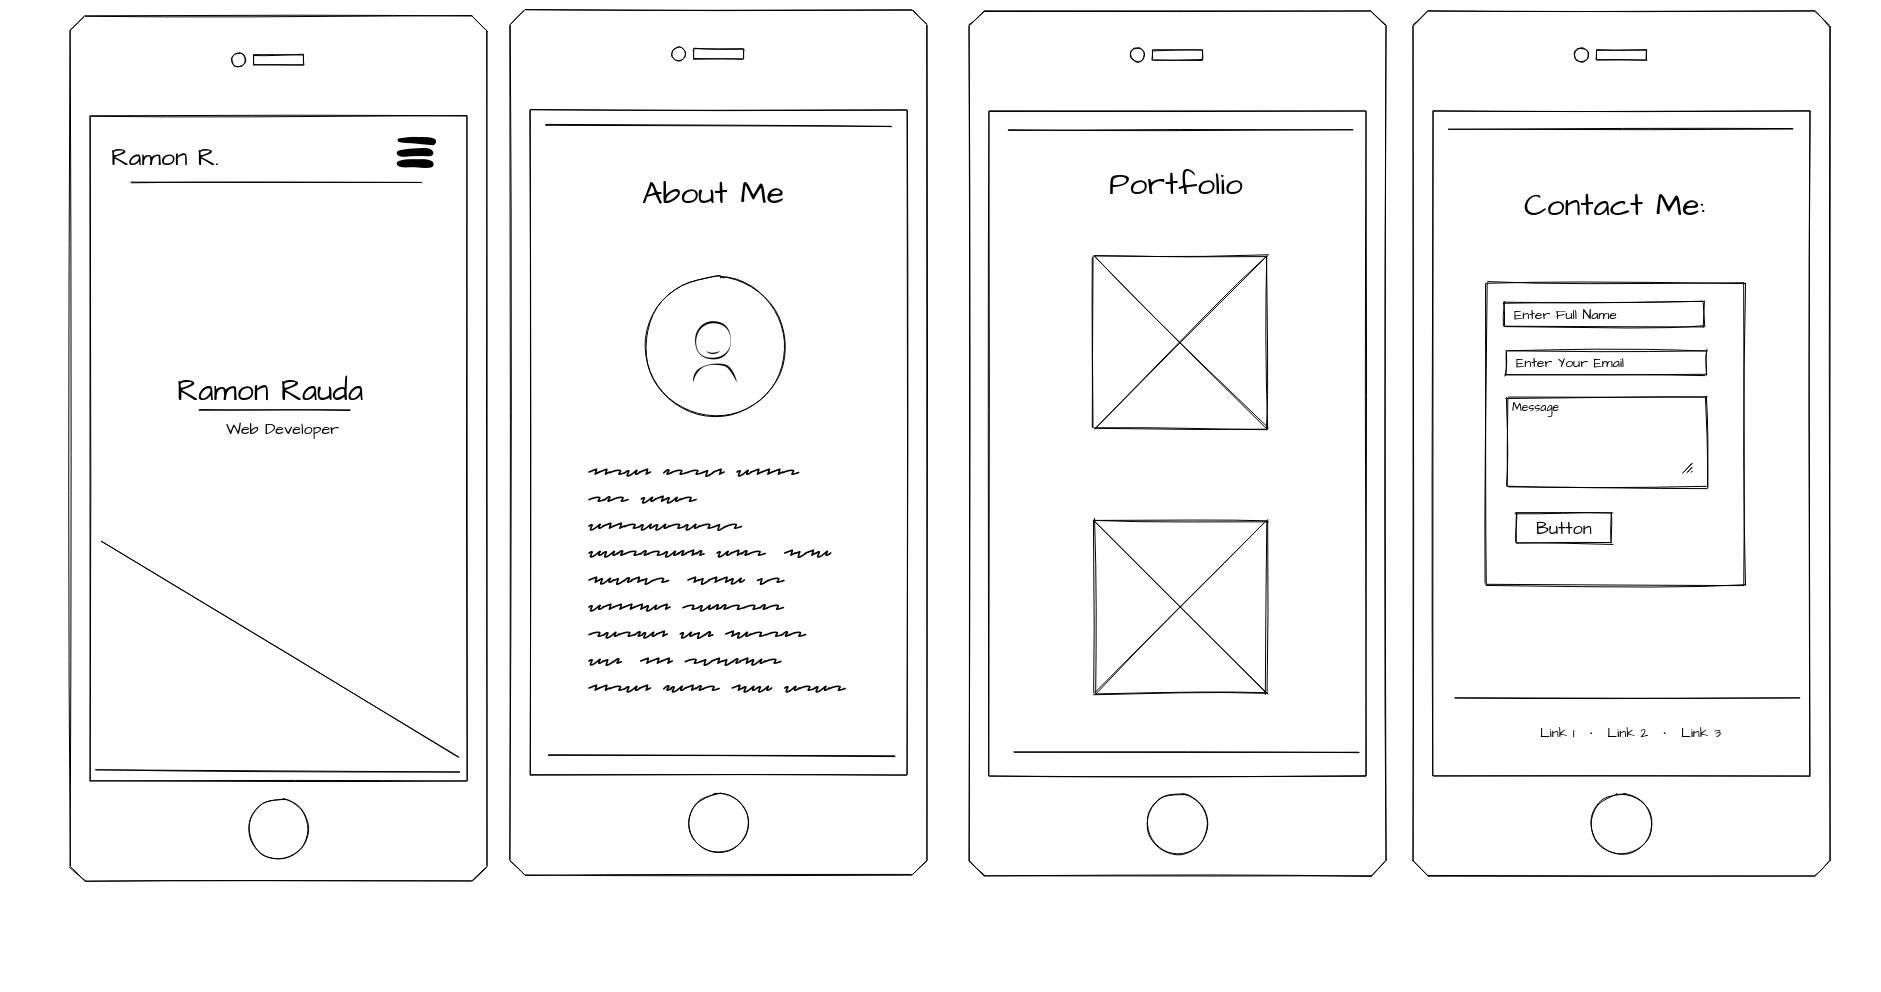 Ramon R.
Ramon Rauda
Web Developer
About Me
Portfolio
Contact Me:
Enter Full Name
Enter Your Email
Message
Button
Link 1 · Link 2 · Link 3